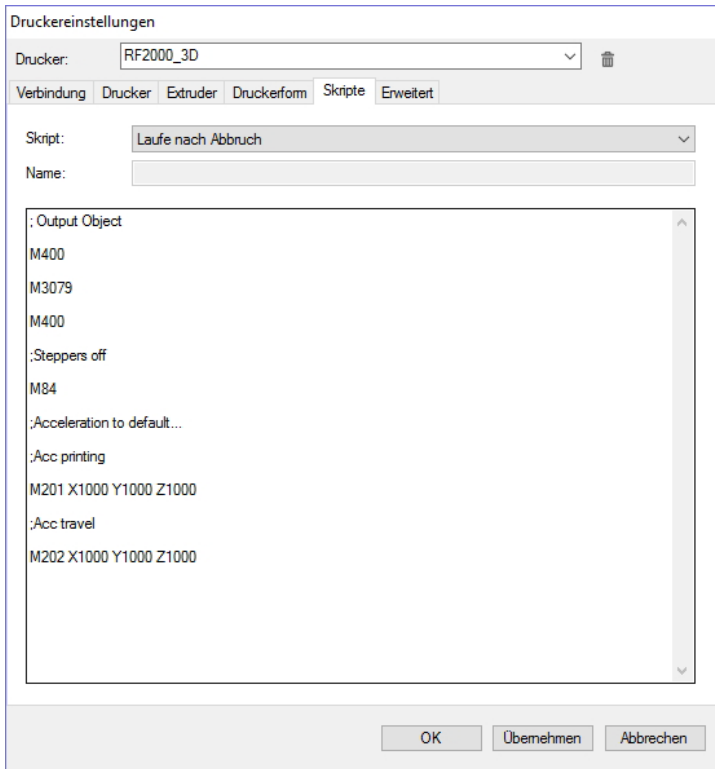 Druckereinstellungen
Drucker: RF2000_3D
Verbindung Drucker Extruder Druckerform Skripte Erweitert
Skript: Laufe nach Abbruch
Name:
; Output Object
M400
M3079
M400
;Steppers off
M84
;Acceleration to default...
;Acc printing
M201 X1000 Y1000 Z1000
;Acc travel
M202 X1000 Y1000 Z1000
OK Übernehmen Abbrechen